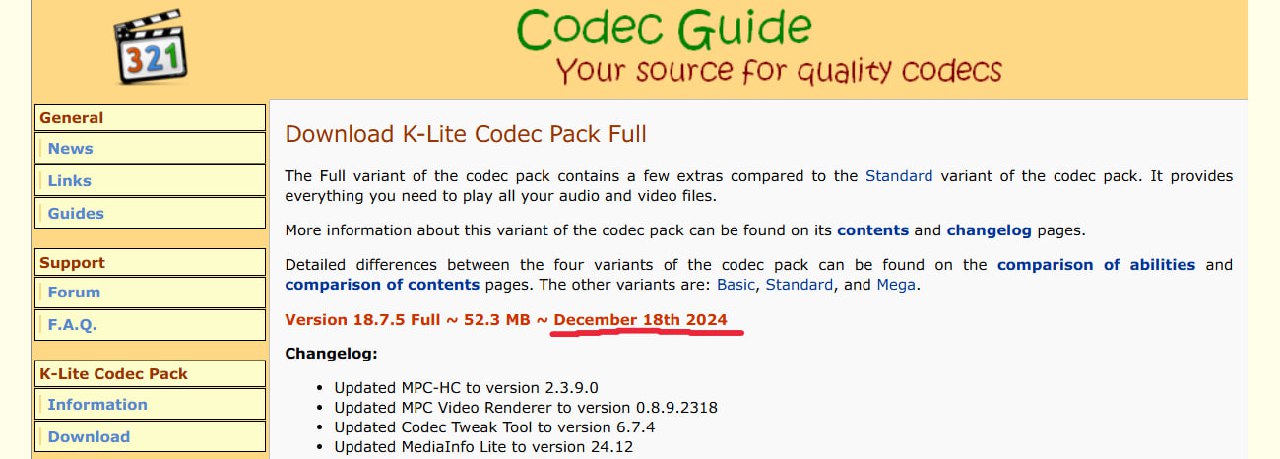 321
Codec Guide
Your source for quality codecs
General
News
Links
Guides
Support
Forum
F.A.Q.
K-Lite Codec Pack
Information
Download
Download K-Lite Codec Pack Full
The Full variant of the codec pack contains a few extras compared to the Standard variant of the codec pack. It provides
everything you need to play all your audio and video files.
More information about this variant of the codec pack can be found on its contents and changelog pages.
Detailed differences between the four variants of the codec pack can be found on the comparison of abilities and
comparison of contents pages. The other variants are: Basic, Standard, and Mega.
Version 18.7.5 Full ~ 52.3 MB ~ December 18th 2024
Changelog:
• Updated MPC-HC to version 2.3.9.0
• Updated MPC Video Renderer to version 0.8.9.2318
• Updated Codec Tweak Tool to version 6.7.4
• Updated MediaInfo Lite to version 24.12